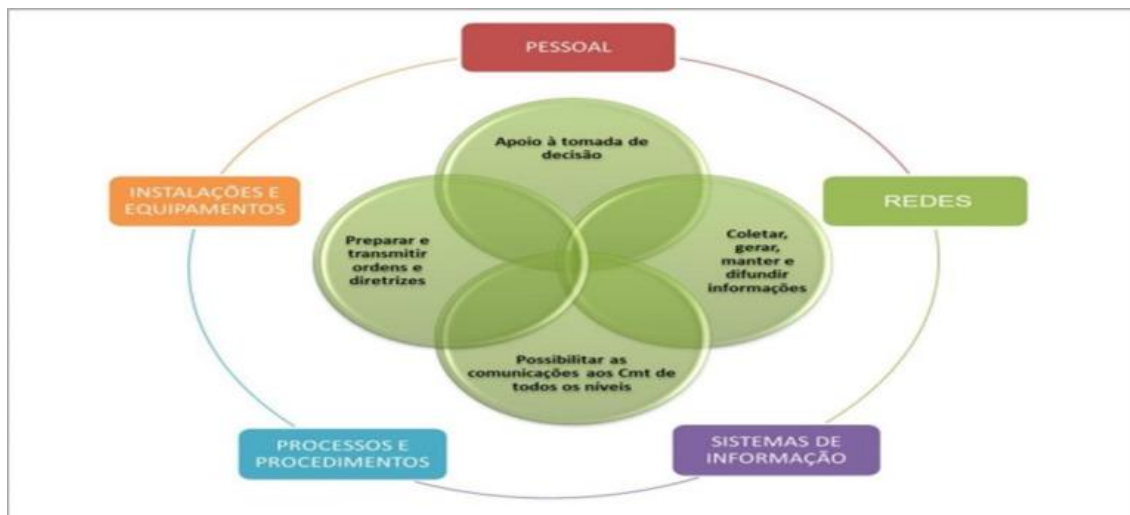 PESSOAL
Apoio à tomada de
decisão
INSTALAÇÕES E
EQUIPAMENTOS
REDES
Preparar e
transmitir
ordens e
diretrizes
Coletar,
gerar,
manter e
difundir
informações
Possibilitar as
comunicações aos Cmt de
todos os níveis
PROCESSOS E
PROCEDIMENTOS
SISTEMAS DE
INFORMAÇÃO